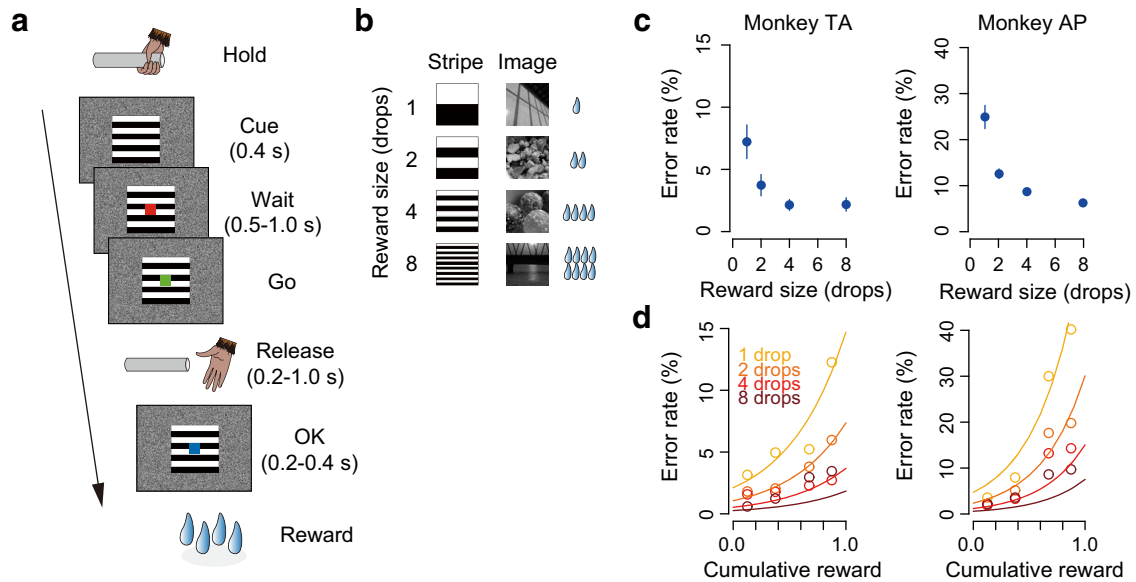 a
Hold
Cue
(0.4 s)
Wait
(0.5-1.0 s)
Go
Release
(0.2-1.0 s)
OK
(0.2-0.4 s)
Reward
b
Stripe Image
Reward size (drops)
1
2
4
8
c
Monkey TA
Error rate (%)
15
10
5
0
0 2 4 6 8
Reward size (drops)
Monkey AP
Error rate (%)
40
30
20
10
0
0 2 4 6 8
d
Error rate (%)
15
10
5
0
1 drop
2 drops
4 drops
8 drops
0.0 1.0
Cumulative reward
Error rate (%)
40
30
20
10
0
0.0 1.0
Cumulative reward